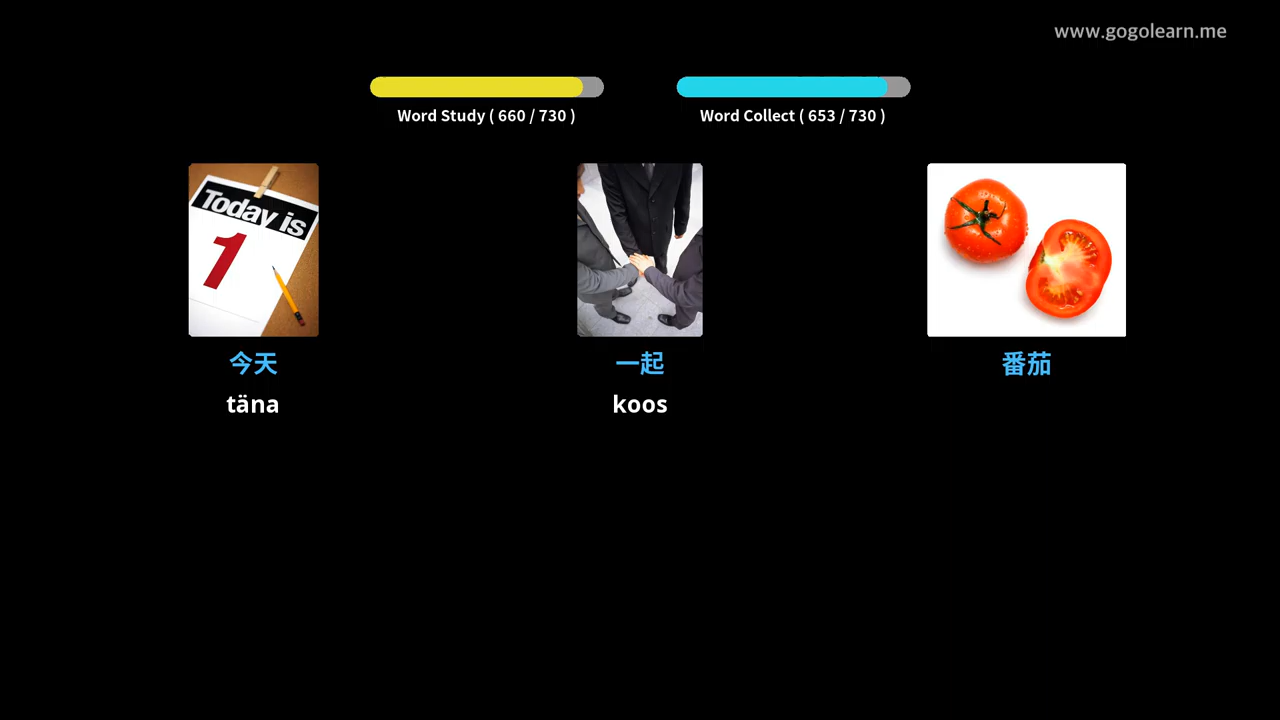 www.gogolearn.me
Word Study ( 660 / 730 )
Word Collect ( 653 / 730 )
Today is
1
今天
一起
番茄
täna
koos